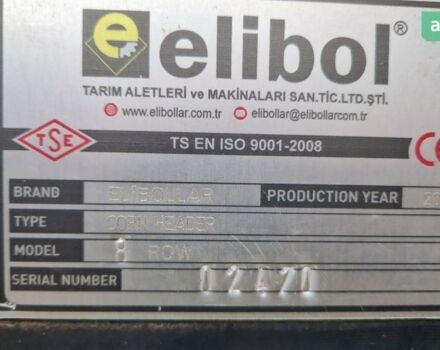 elibol®
TARIM ALETLERİ ve MAKİNALARI SAN.TİC.LTD.ŞTİ.
www.elibollar.com.tr elibollar@elibollarcom.tr
TSE
TS EN ISO 9001-2008
BRAND ELİBOLLAR PRODUCTION YEAR
TYPE CORN HEADER
MODEL 8 ROW
SERIAL NUMBER 02420